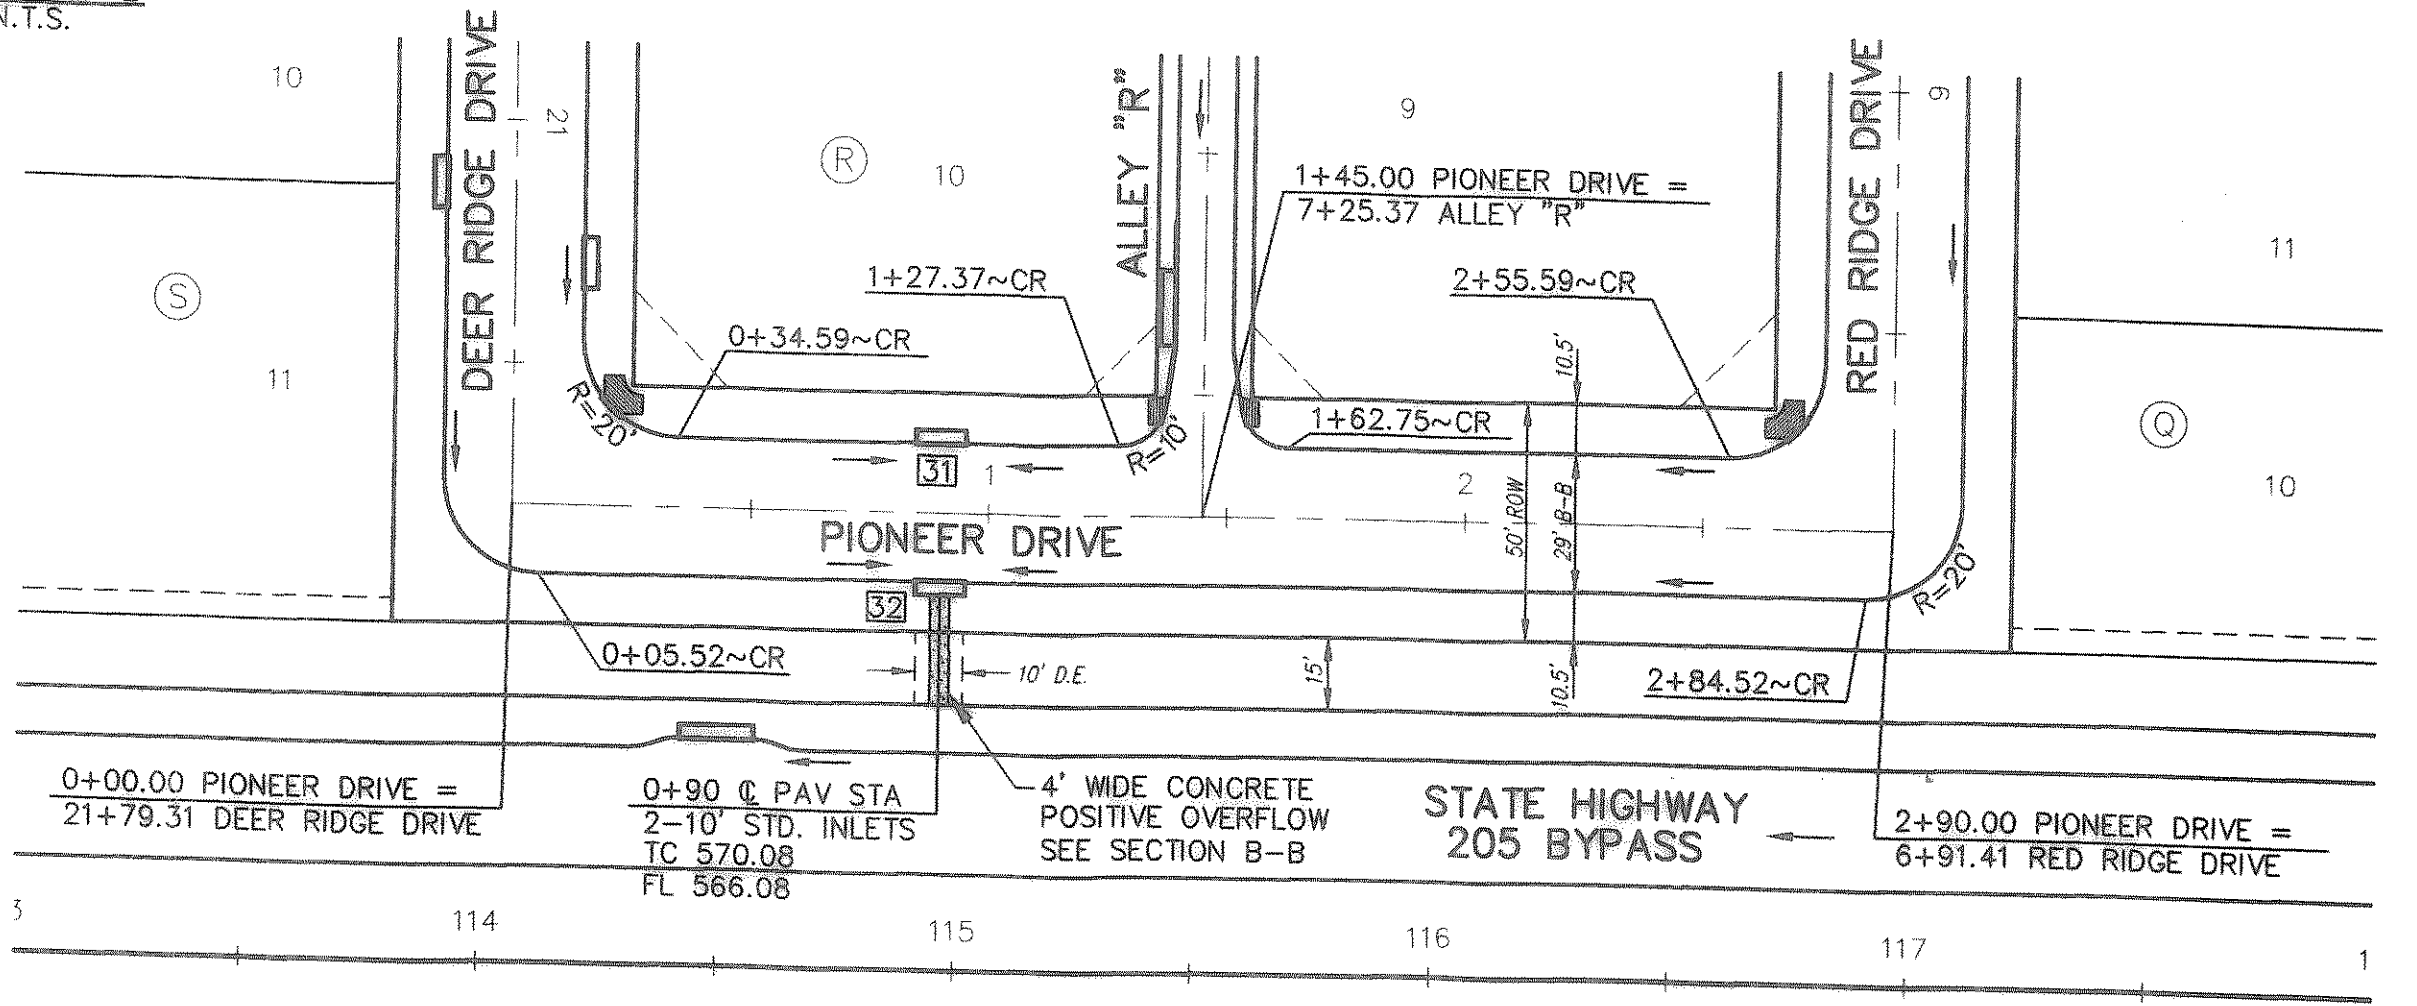 N.T.S.
10
DEER RIDGE DRIVE
21
R
10
ALLEY "R"
9
RED RIDGE DRIVE
6
1+45.00 PIONEER DRIVE =
7+25.37 ALLEY "R"
11
S
1+27.37~CR
2+55.59~CR
0+34.59~CR
10.5'
11
R=20'
R=10'
1+62.75~CR
Q
31
1
2
50' ROW
29' B-B
10
PIONEER DRIVE
32
R=20'
0+05.52~CR
10' D.E.
15'
10.5'
2+84.52~CR
0+00.00 PIONEER DRIVE =
21+79.31 DEER RIDGE DRIVE
0+90 ℄ PAV STA
2-10' STD. INLETS
TC 570.08
FL 566.08
4' WIDE CONCRETE
POSITIVE OVERFLOW
SEE SECTION B-B
STATE HIGHWAY
205 BYPASS
2+90.00 PIONEER DRIVE =
6+91.41 RED RIDGE DRIVE
3
114
115
116
117
1